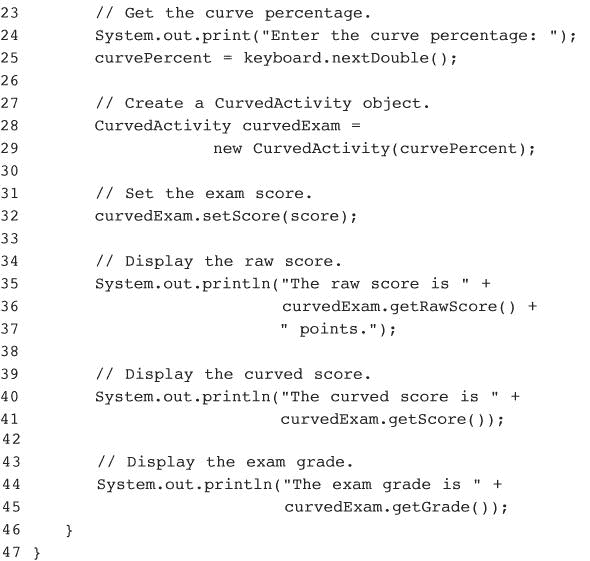 23        // Get the curve percentage.
24        System.out.print("Enter the curve percentage: ");
25        curvePercent = keyboard.nextDouble();
26
27        // Create a CurvedActivity object.
28        CurvedActivity curvedExam =
29                    new CurvedActivity(curvePercent);
30
31        // Set the exam score.
32        curvedExam.setScore(score);
33
34        // Display the raw score.
35        System.out.println("The raw score is " +
36                           curvedExam.getRawScore() +
37                           " points.");
38
39        // Display the curved score.
40        System.out.println("The curved score is " +
41                           curvedExam.getScore());
42
43        // Display the exam grade.
44        System.out.println("The exam grade is " +
45                           curvedExam.getGrade());
46     }
47 }